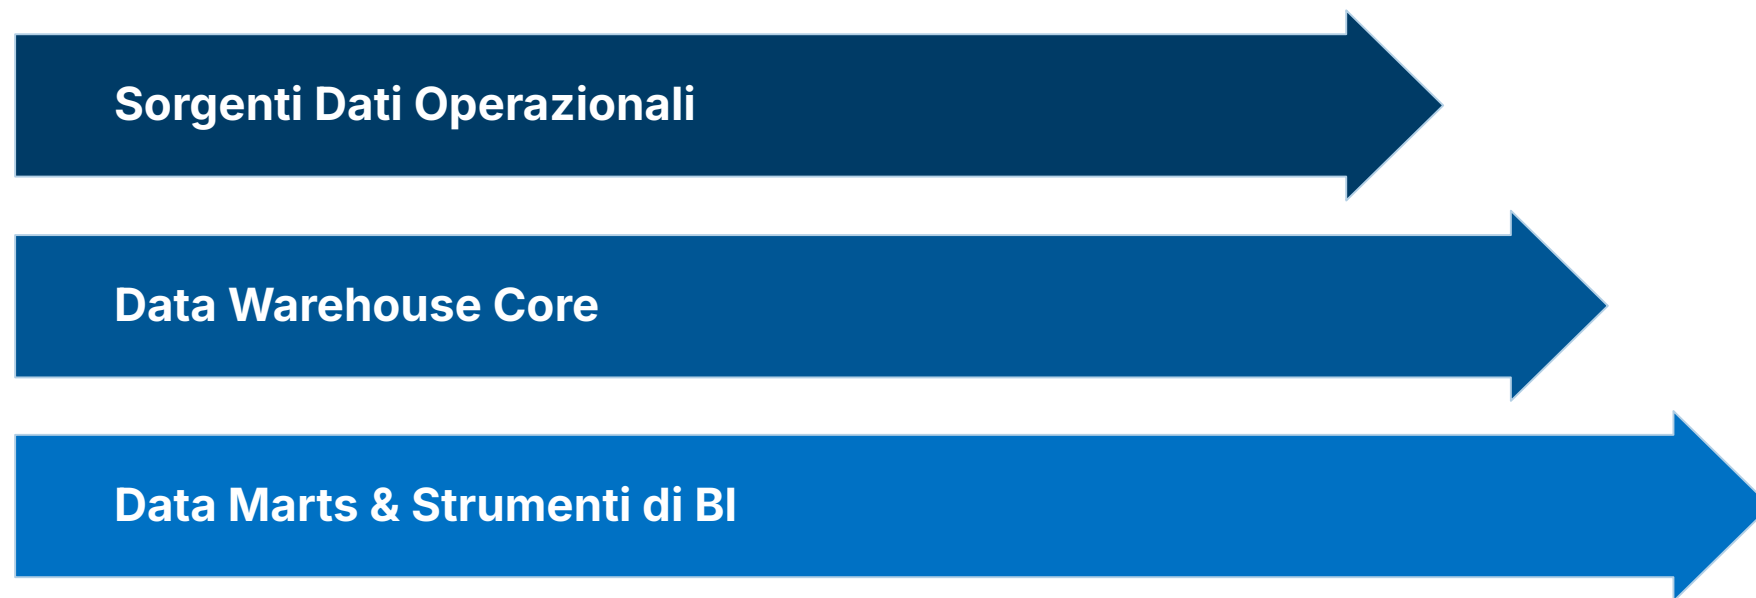 Sorgenti Dati Operazionali
Data Warehouse Core
Data Marts & Strumenti di BI